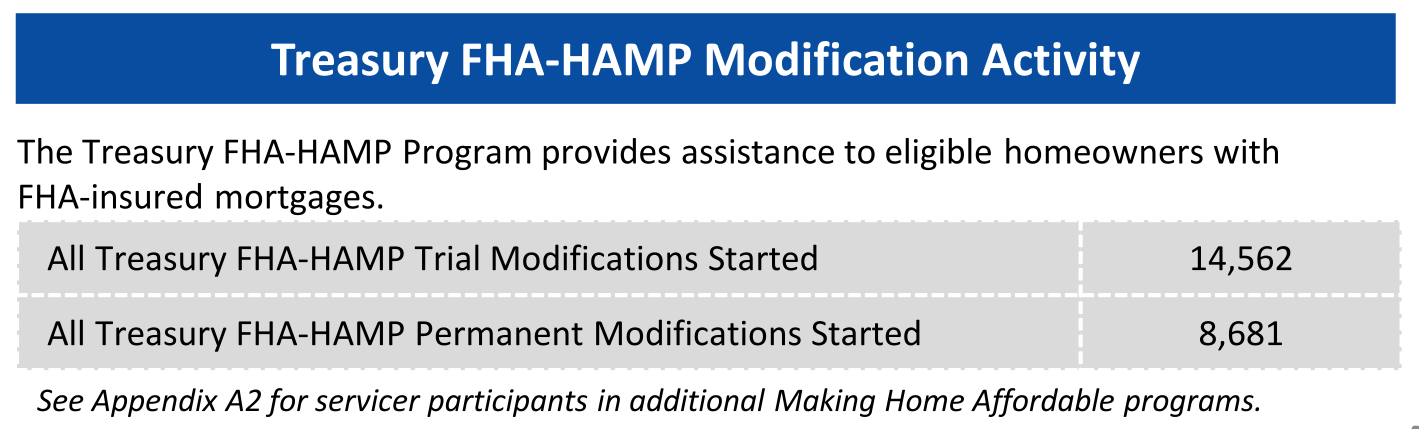 Treasury FHA-HAMP Modification Activity
The Treasury FHA-HAMP Program provides assistance to eligible homeowners with
FHA-insured mortgages.
All Treasury FHA-HAMP Trial Modifications Started 14,562
All Treasury FHA-HAMP Permanent Modifications Started 8,681
See Appendix A2 for servicer participants in additional Making Home Affordable programs.